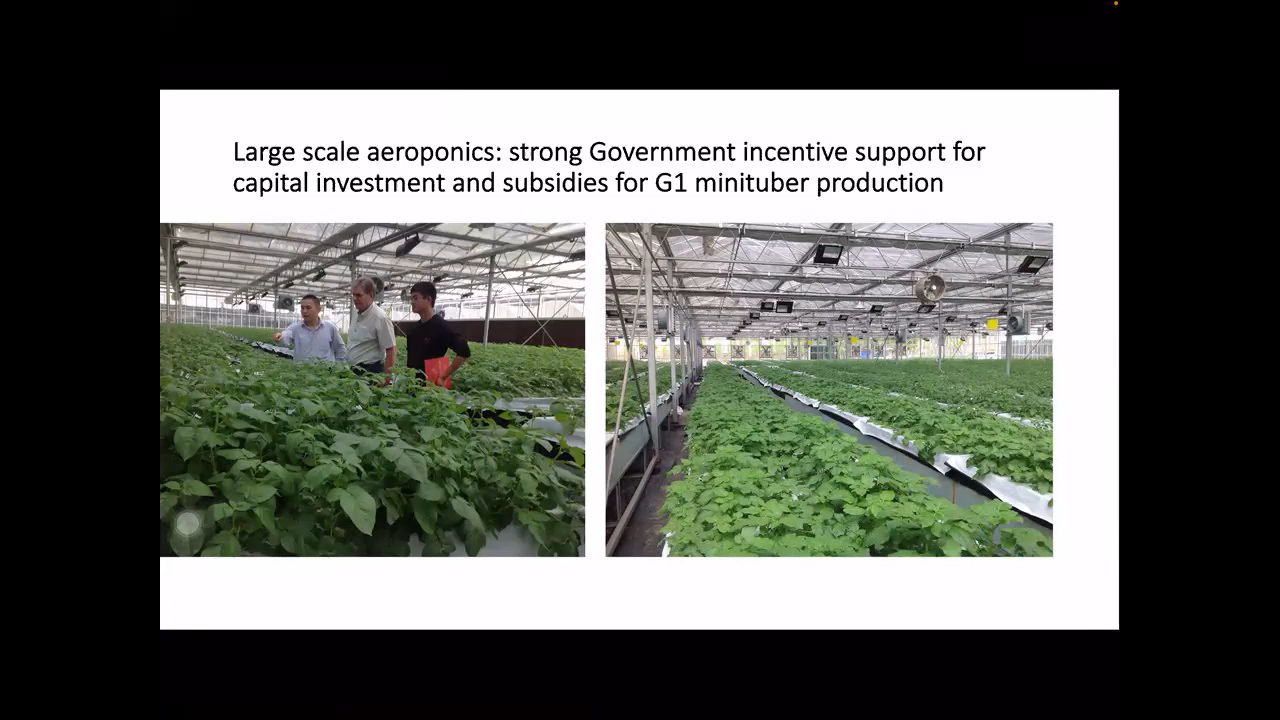 Large scale aeroponics: strong Government incentive support for
capital investment and subsidies for G1 minituber production